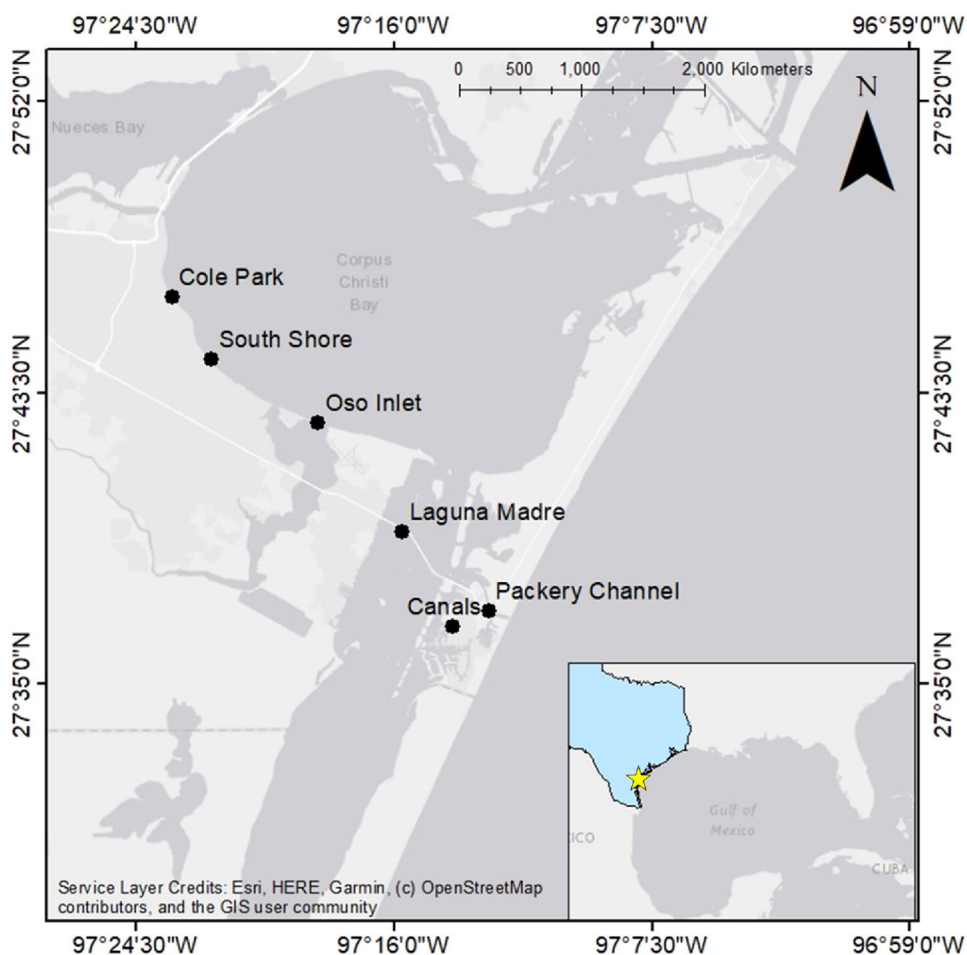 97°24'30"W 97°16'0"W 97°7'30"W 96°59'0"W
27°52'0"N
27°52'0"N
0 500 1,000 2,000 Kilometers
N
Nueces Bay
Corpus
Christi
Bay
Cole Park
South Shore
27°43'30"N
27°43'30"N
Oso Inlet
Laguna Madre
Packery Channel
Canals
27°35'0"N
27°35'0"N
Gulf of
Mexico
ICO
CUBA
Service Layer Credits: Esri, HERE, Garmin, (c) OpenStreetMap
contributors, and the GIS user community
97°24'30"W 97°16'0"W 97°7'30"W 96°59'0"W